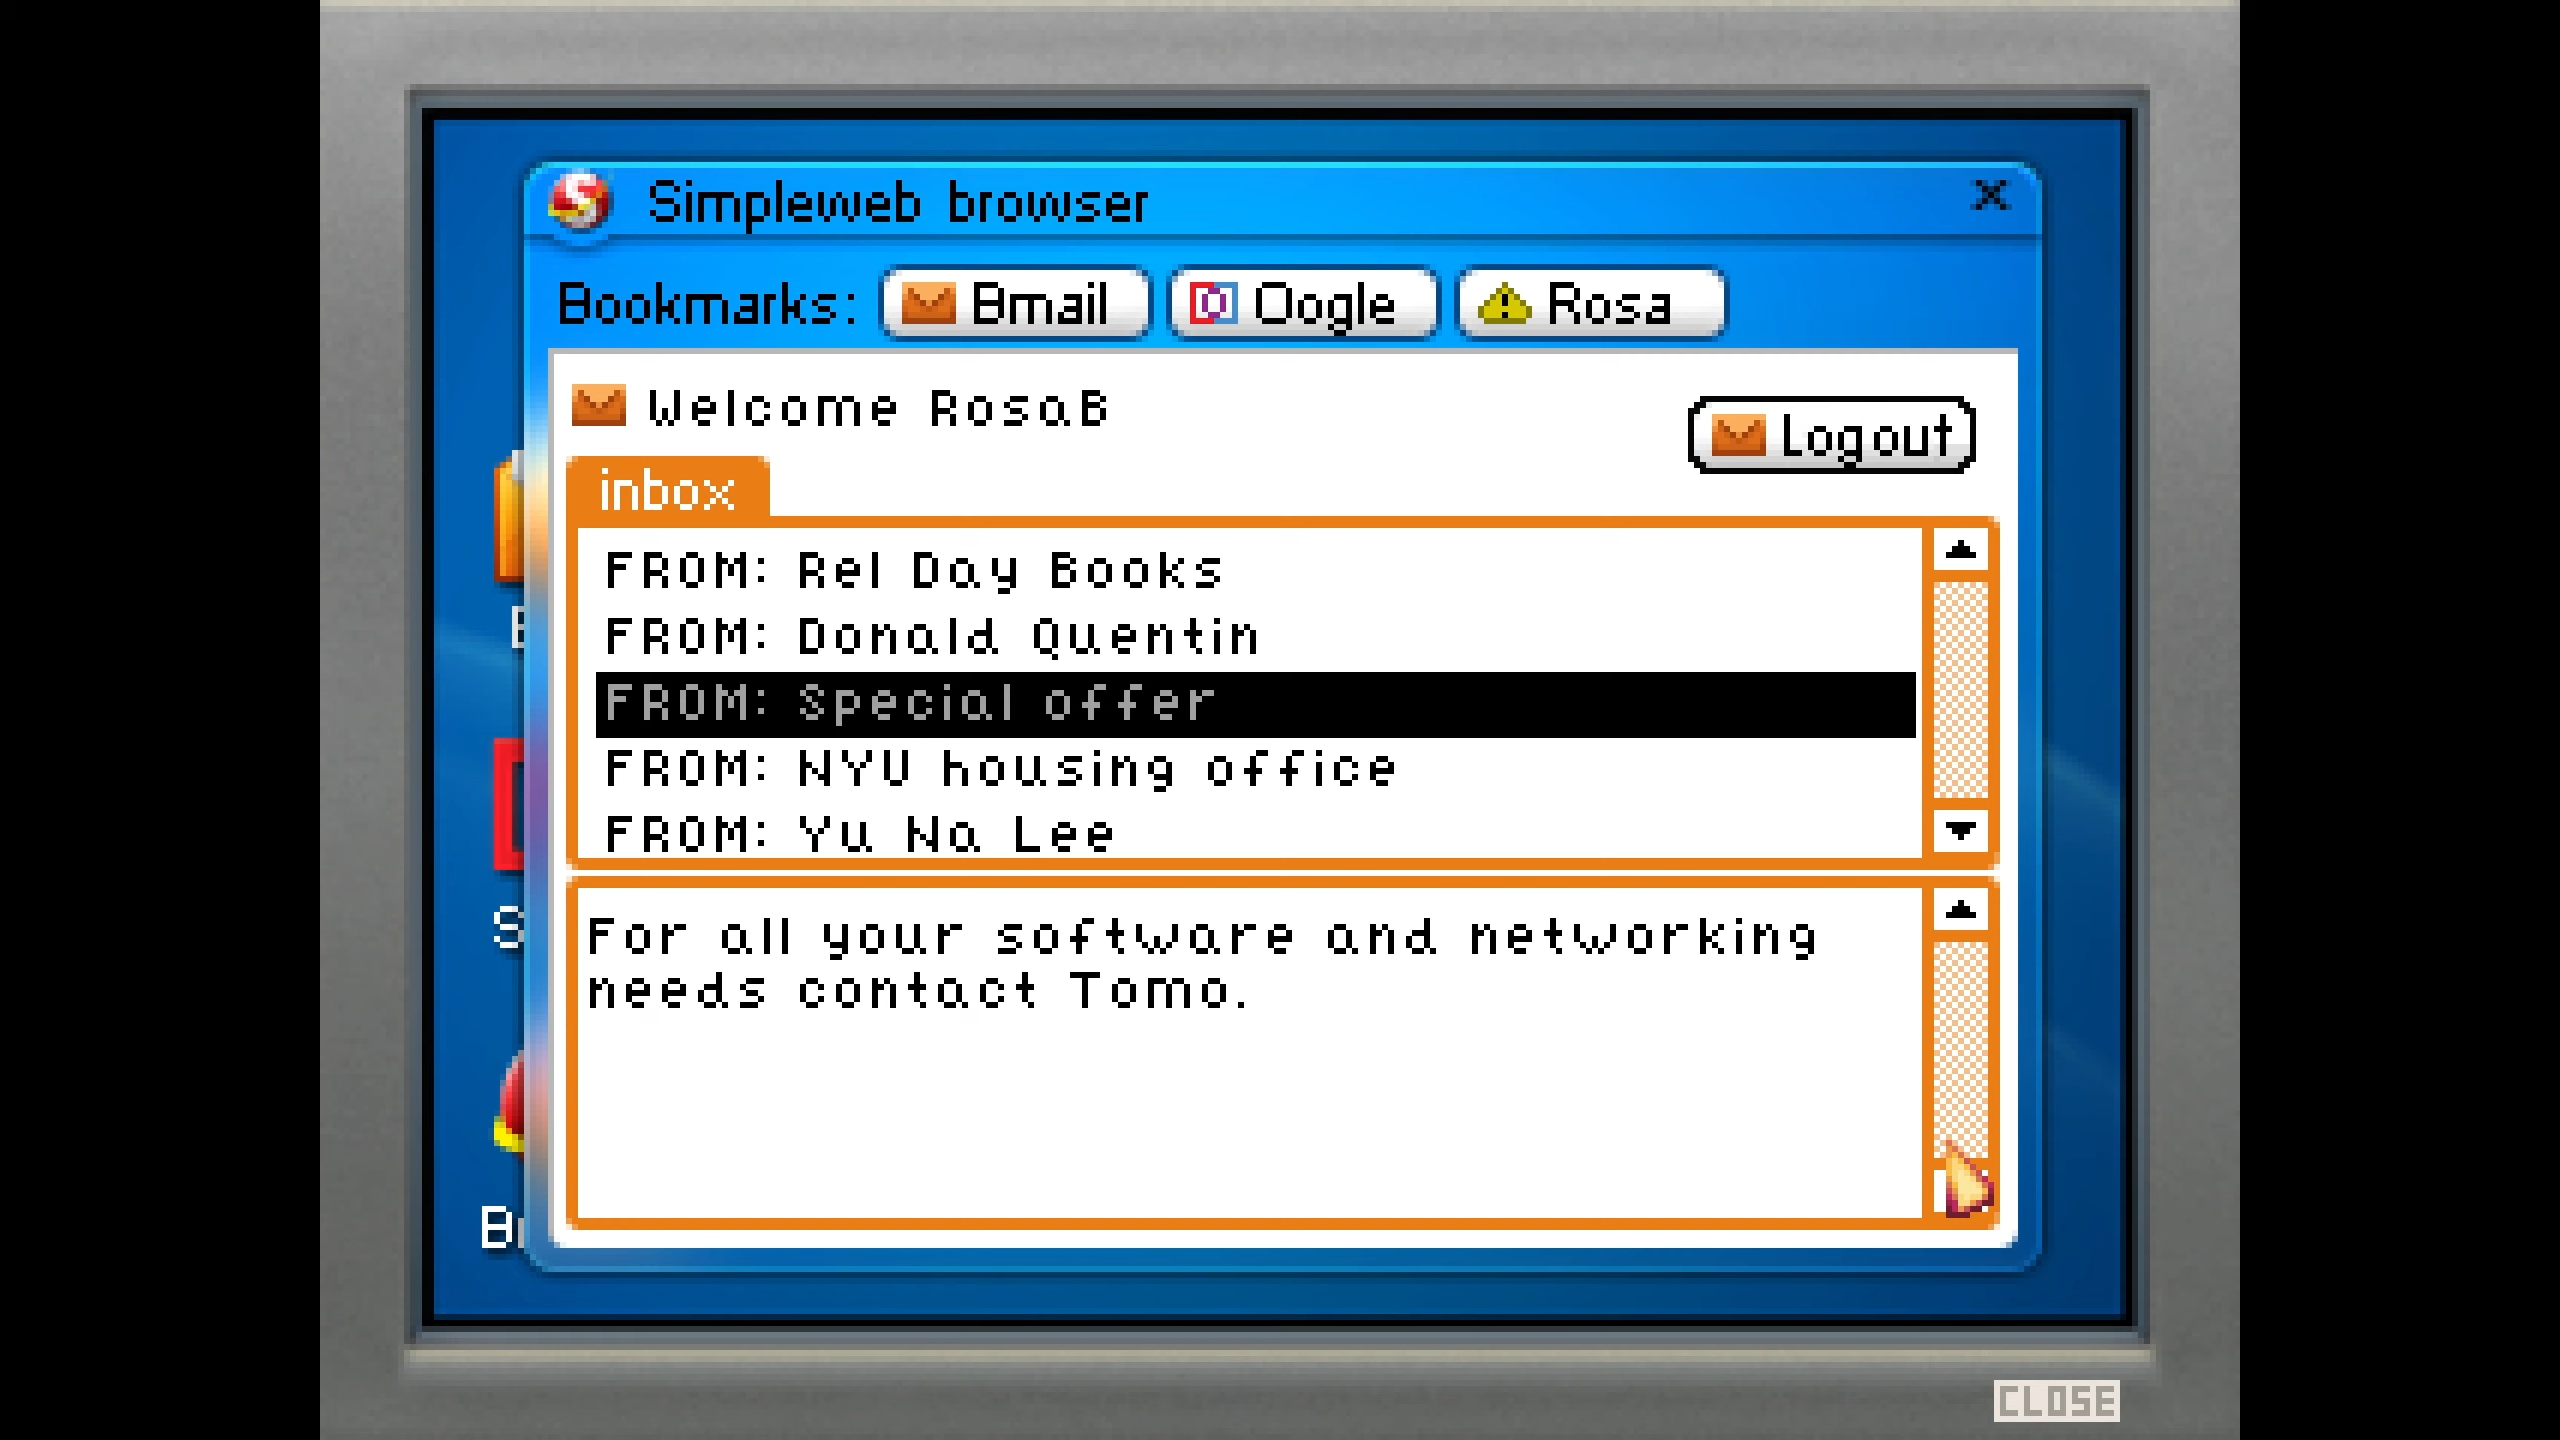 Simpleweb browser
Bookmarks: Bmail Oogle Rosa
Welcome RosaB
Logout
inbox
FROM: Rel Day Books
FROM: Donald Quentin
FROM: Special offer
FROM: NYU housing office
FROM: Yu Na Lee
For all your software and networking
needs contact Tomo.
CLOSE